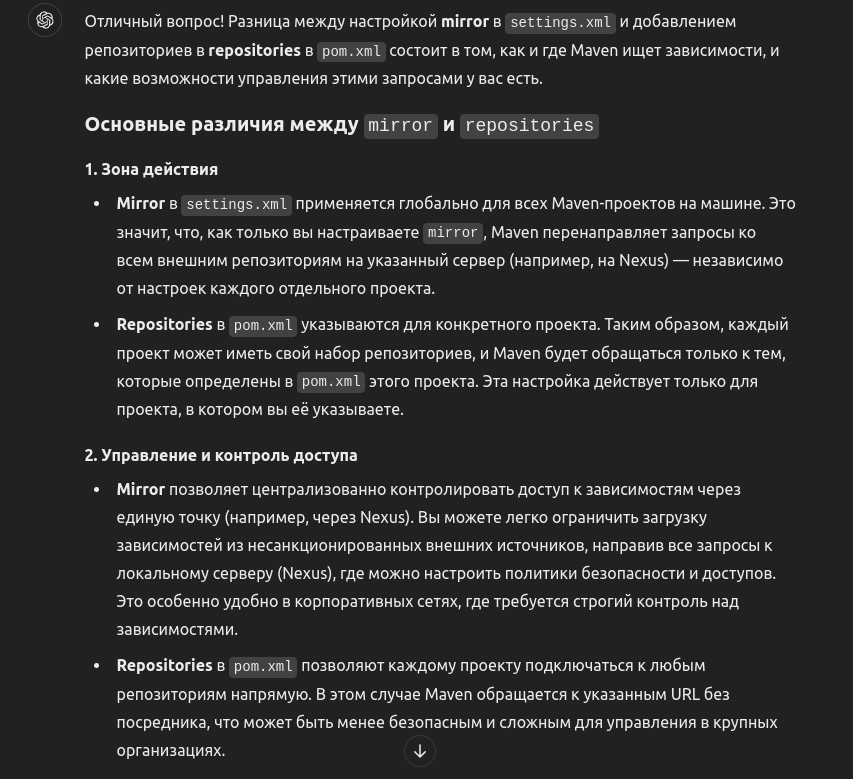 Отличный вопрос! Разница между настройкой mirror в settings.xml и добавлением
репозиториев в repositories в pom.xml состоит в том, как и где Maven ищет зависимости, и
какие возможности управления этими запросами у вас есть.
Основные различия между mirror и repositories
1. Зона действия
• Mirror в settings.xml применяется глобально для всех Maven-проектов на машине. Это
значит, что, как только вы настраиваете mirror, Maven перенаправляет запросы ко
всем внешним репозиториям на указанный сервер (например, на Nexus) — независимо
от настроек каждого отдельного проекта.
• Repositories в pom.xml указываются для конкретного проекта. Таким образом, каждый
проект может иметь свой набор репозиториев, и Maven будет обращаться только к тем,
которые определены в pom.xml этого проекта. Эта настройка действует только для
проекта, в котором вы её указываете.
2. Управление и контроль доступа
• Mirror позволяет централизованно контролировать доступ к зависимостям через
единую точку (например, через Nexus). Вы можете легко ограничить загрузку
зависимостей из несанкционированных внешних источников, направив все запросы к
локальному серверу (Nexus), где можно настроить политики безопасности и доступов.
Это особенно удобно в корпоративных сетях, где требуется строгий контроль над
зависимостями.
• Repositories в pom.xml позволяют каждому проекту подключаться к любым
репозиториям напрямую. В этом случае Maven обращается к указанным URL без
посредника, что может быть менее безопасным и сложным для управления в крупных
организациях.